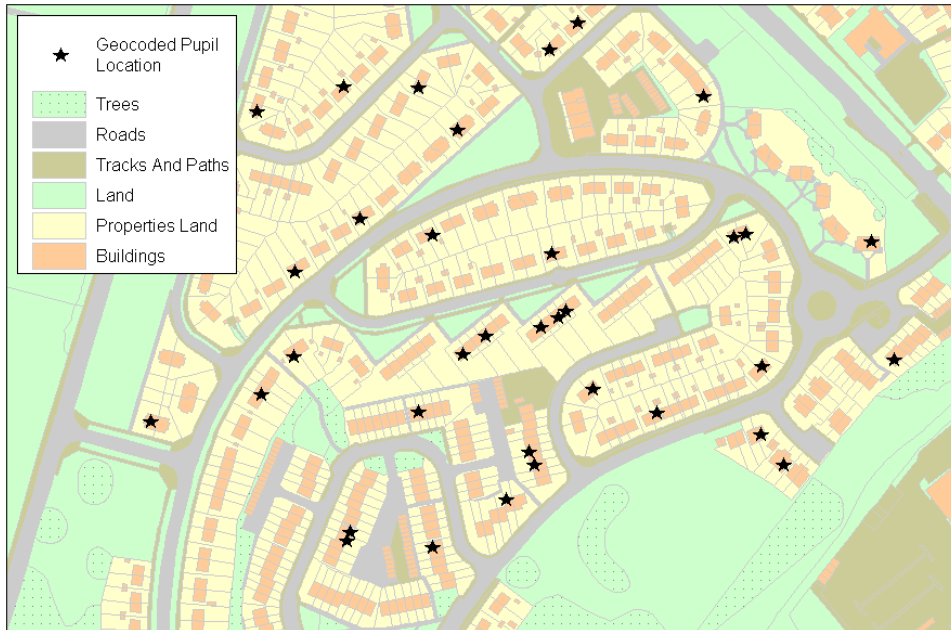 Geocoded Pupil
Location
Trees
Roads
Tracks And Paths
Land
Properties Land
Buildings